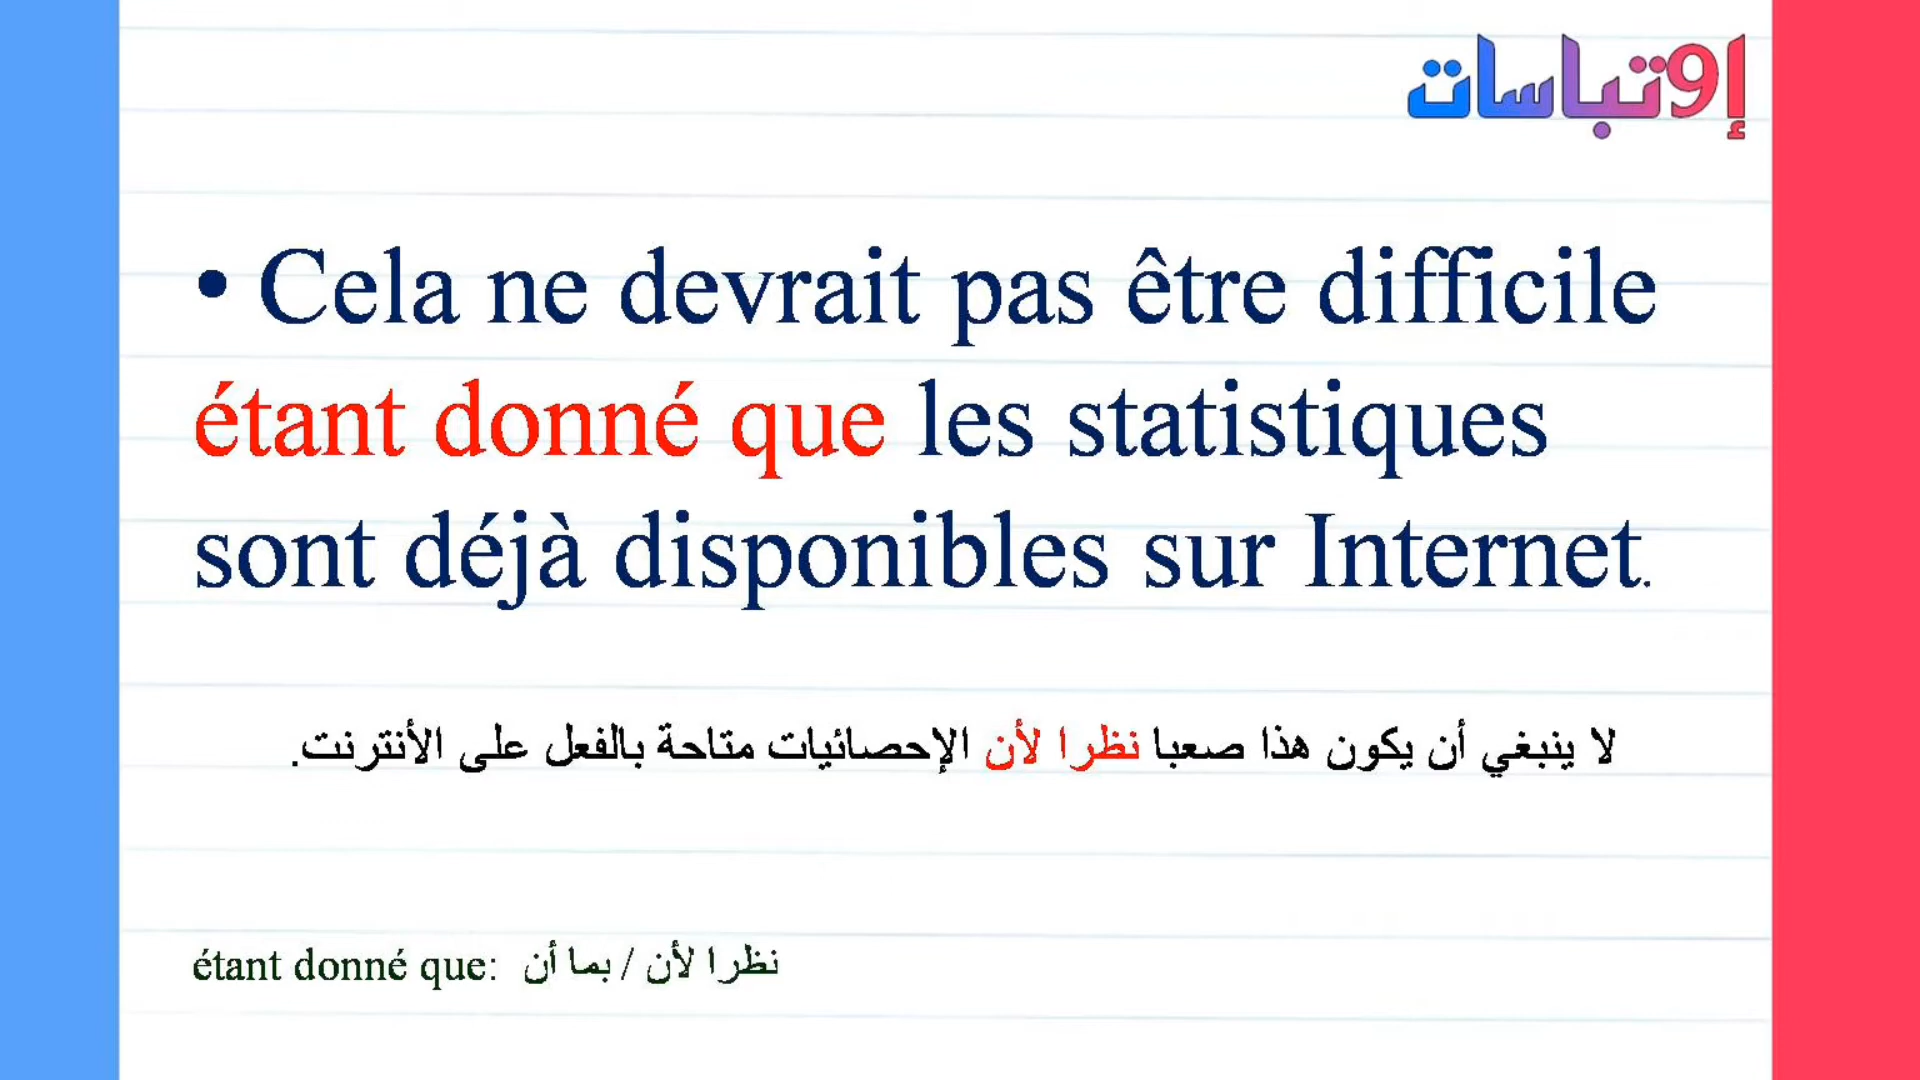 إقتباسات
• Cela ne devrait pas être difficile
étant donné que les statistiques
sont déjà disponibles sur Internet.
لا ينبغي أن يكون هذا صعبا نظرا لأن الإحصائيات متاحة بالفعل على الأنترنت.
étant donné que: نظرا لأن / بما أن